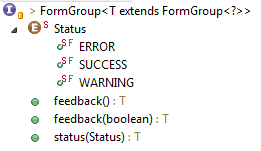 > FormGroup<T extends FormGroup<?>>
Status
ERROR
SUCCESS
WARNING
feedback() : T
feedback(boolean) : T
status(Status) : T